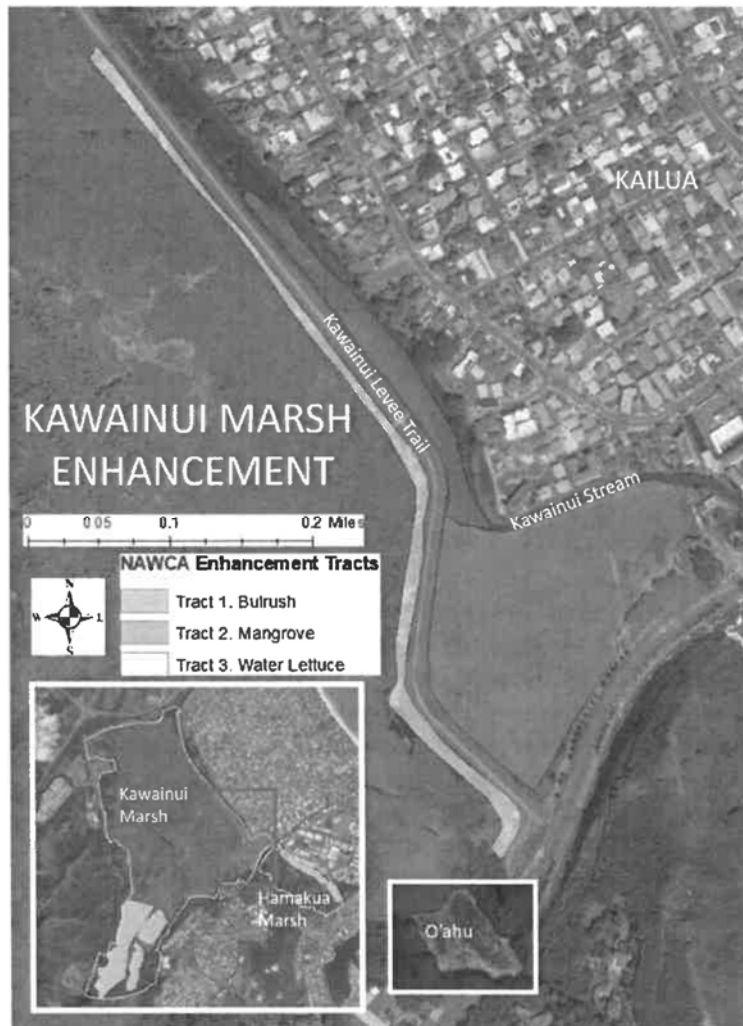 KAILUA
Kawainui Levee Trail
KAWAINUI MARSH
ENHANCEMENT
Kawainui Stream
0 0.05 0.1 0.2 Miles
NAWCA Enhancement Tracts
Tract 1. Bulrush
Tract 2. Mangrove
Tract 3. Water Lettuce
N
W
S
Kawainui
Marsh
Hamakua
Marsh
O'ahu